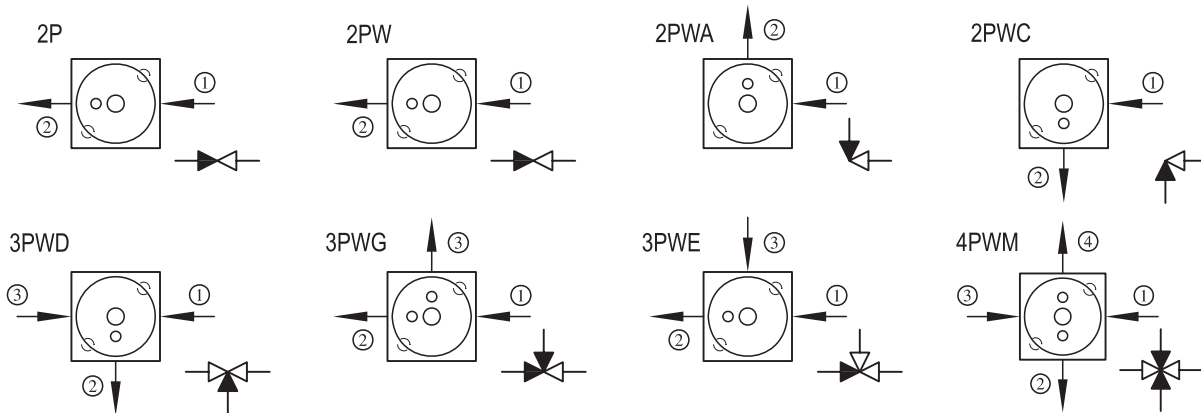 2P
①
②
2PW
①
②
2PWA
②
①
2PWC
①
②
3PWD
③
①
②
3PWG
③
①
②
3PWE
③
①
②
4PWM
④
③
①
②